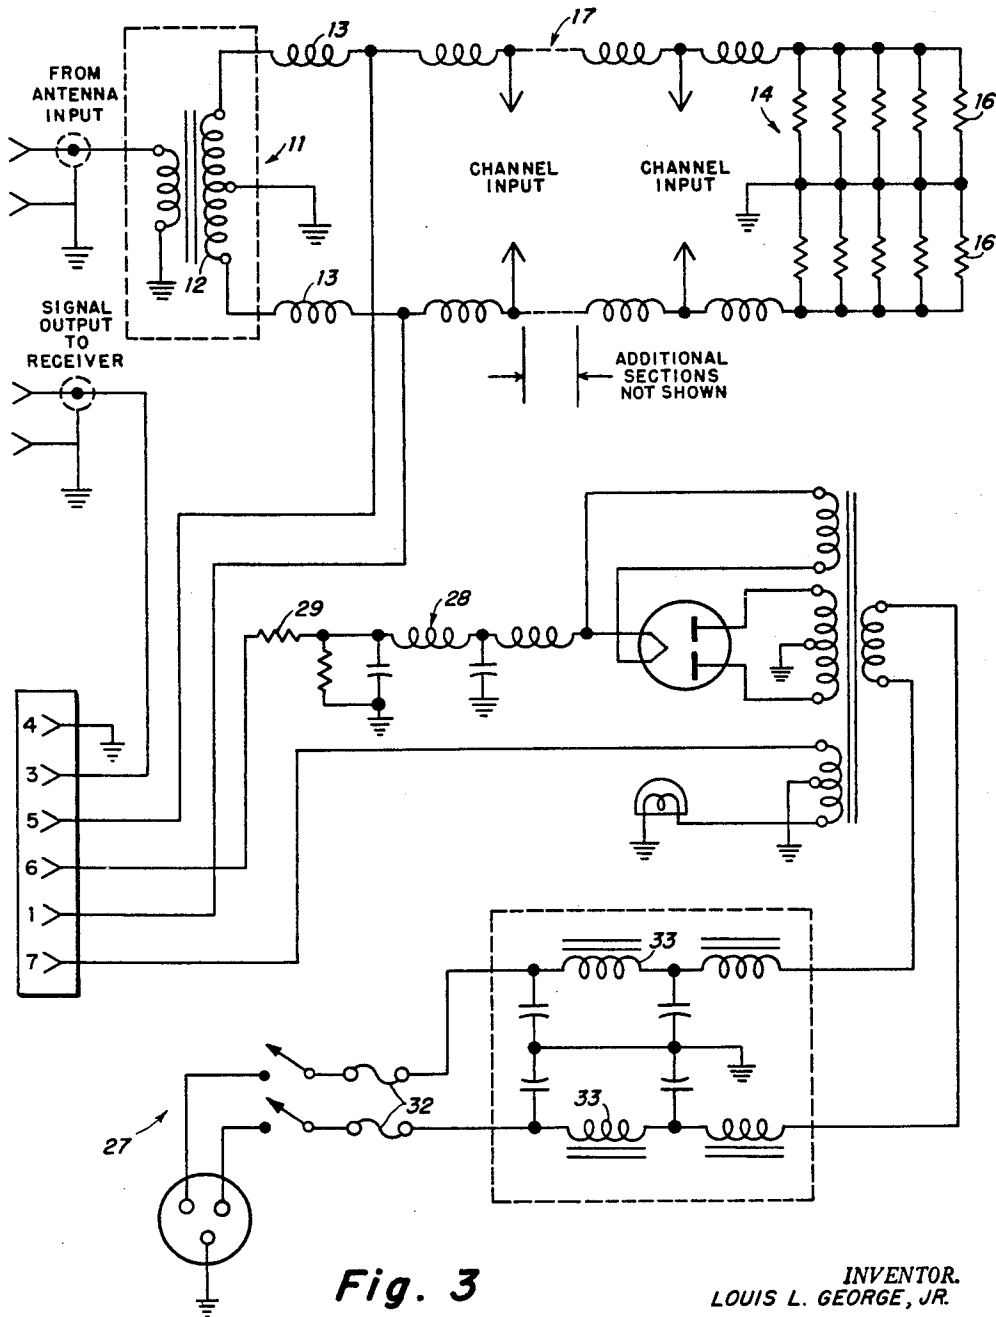 13
17
FROM
ANTENNA
INPUT
14
16
11
CHANNEL
INPUT
CHANNEL
INPUT
12
13
16
SIGNAL
OUTPUT
TO
RECEIVER
ADDITIONAL
SECTIONS
NOT SHOWN
29
28
4
3
5
6
1
7
33
32
33
27
Fig. 3
INVENTOR.
LOUIS L. GEORGE, JR.